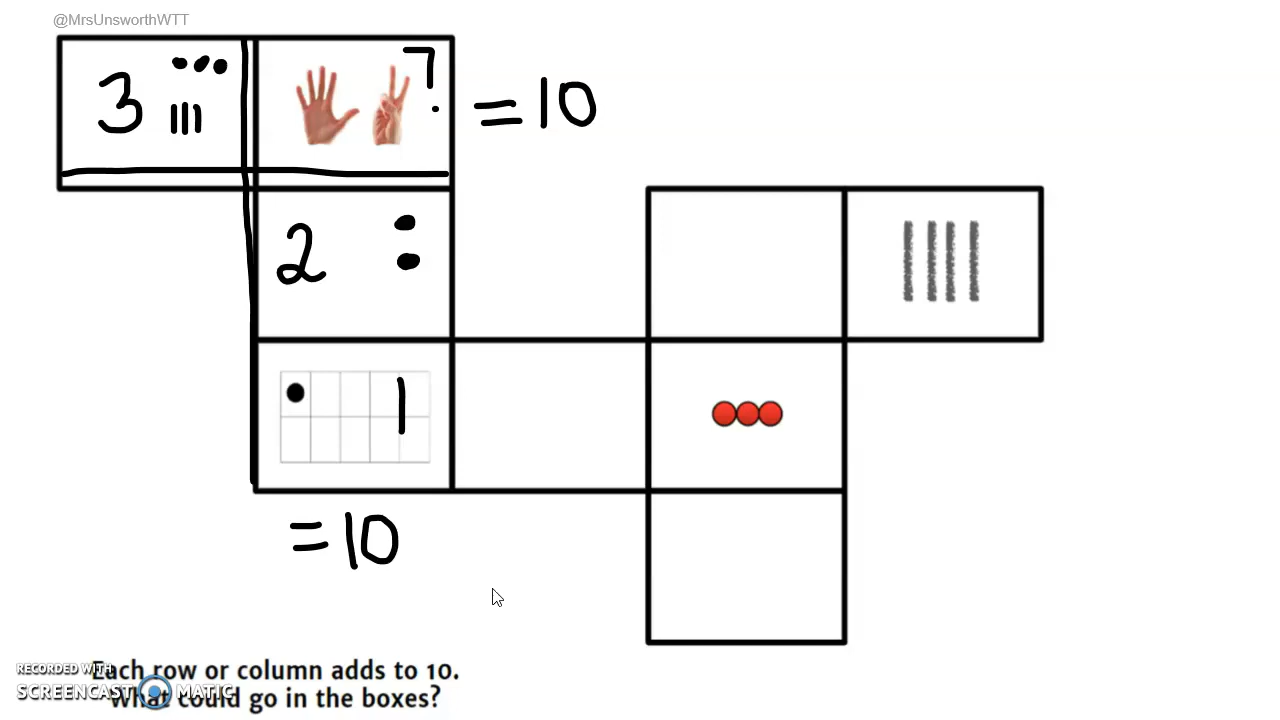 @MrsUnsworthWTT
3 7 = 10
2
1
= 10
RECORDED WITH
Each row or column adds to 10.
SCREENCAST MATIC
What could go in the boxes?